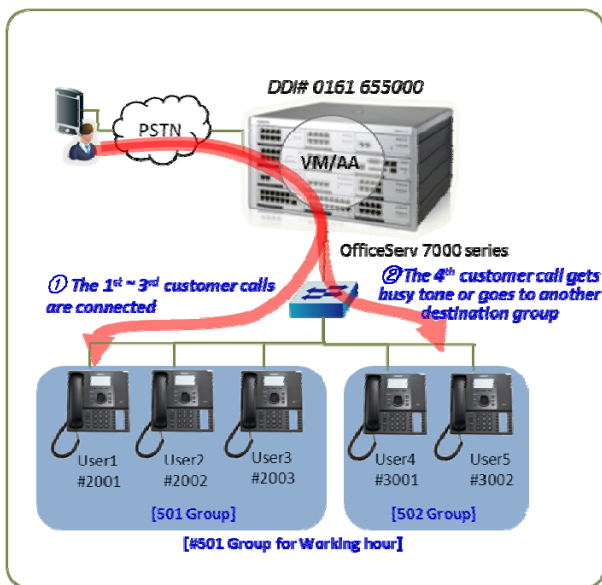 DDI# 0161 655000
PSTN
VM/AA
OfficeServ 7000 series
① The 1st ~ 3rd customer calls
are connected
② The 4th customer call gets
busy tone or goes to another
destination group
User1
#2001
User2
#2002
User3
#2003
[501 Group]
User4
#3001
User5
#3002
[502 Group]
[#501 Group for Working hour]